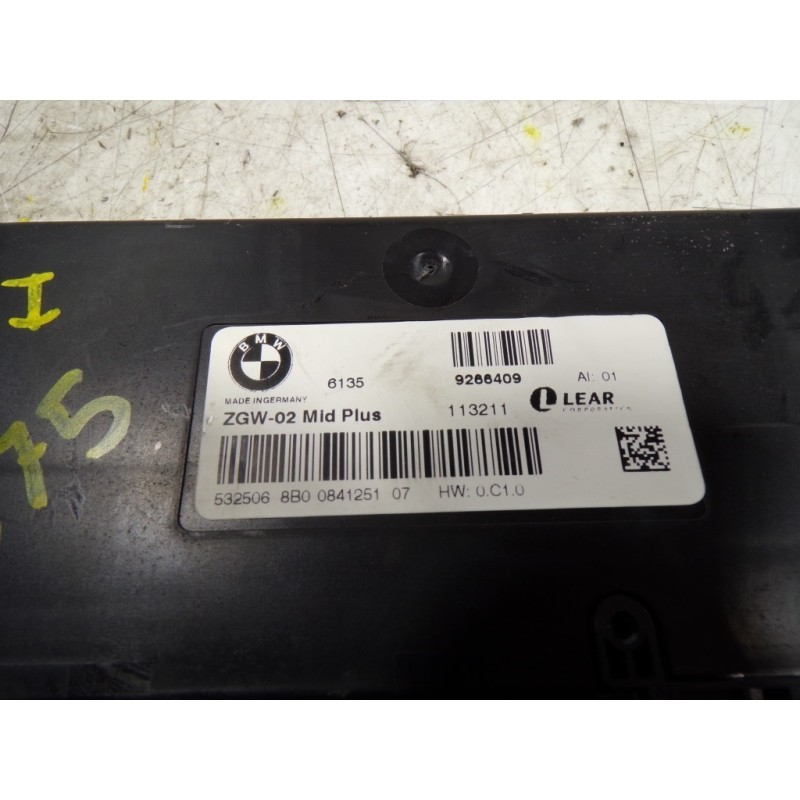 I
75
BMW
6135
9266409
AI: 01
MADE IN GERMANY
ZGW-02 Mid Plus
113211
LEAR
CORPORATION
532506 8B0 0841251 07
HW: 0.C1.0